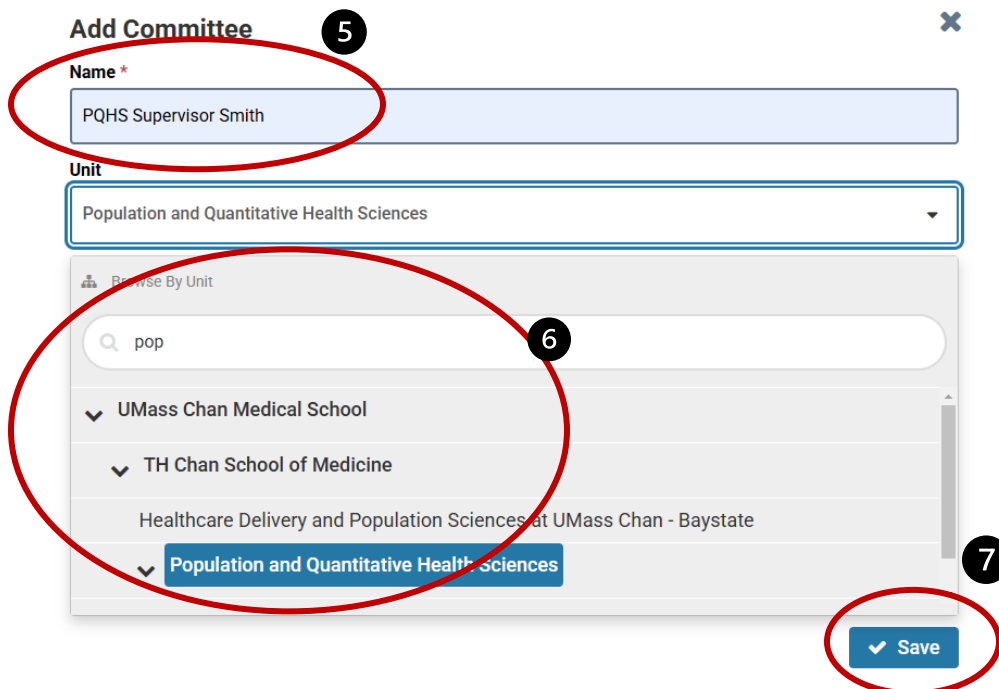 Add Committee
5
Name *
PQHS Supervisor Smith
Unit
Population and Quantitative Health Sciences
Browse By Unit
pop
6
UMass Chan Medical School
TH Chan School of Medicine
Healthcare Delivery and Population Sciences at UMass Chan - Baystate
Population and Quantitative Health Sciences
7
Save